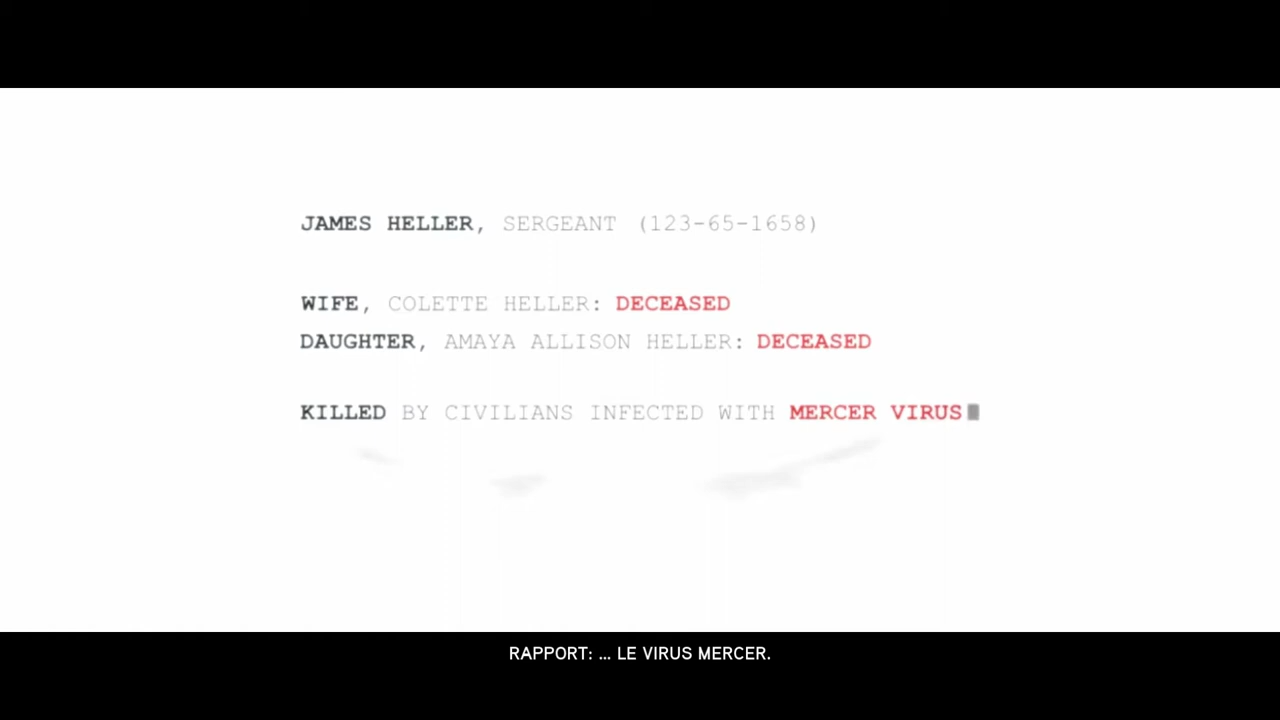 JAMES HELLER, SERGEANT (123-65-1658)
WIFE, COLETTE HELLER: DECEASED
DAUGHTER, AMAYA ALLISON HELLER: DECEASED
KILLED BY CIVILIANS INFECTED WITH MERCER VIRUS
RAPPORT: ... LE VIRUS MERCER.